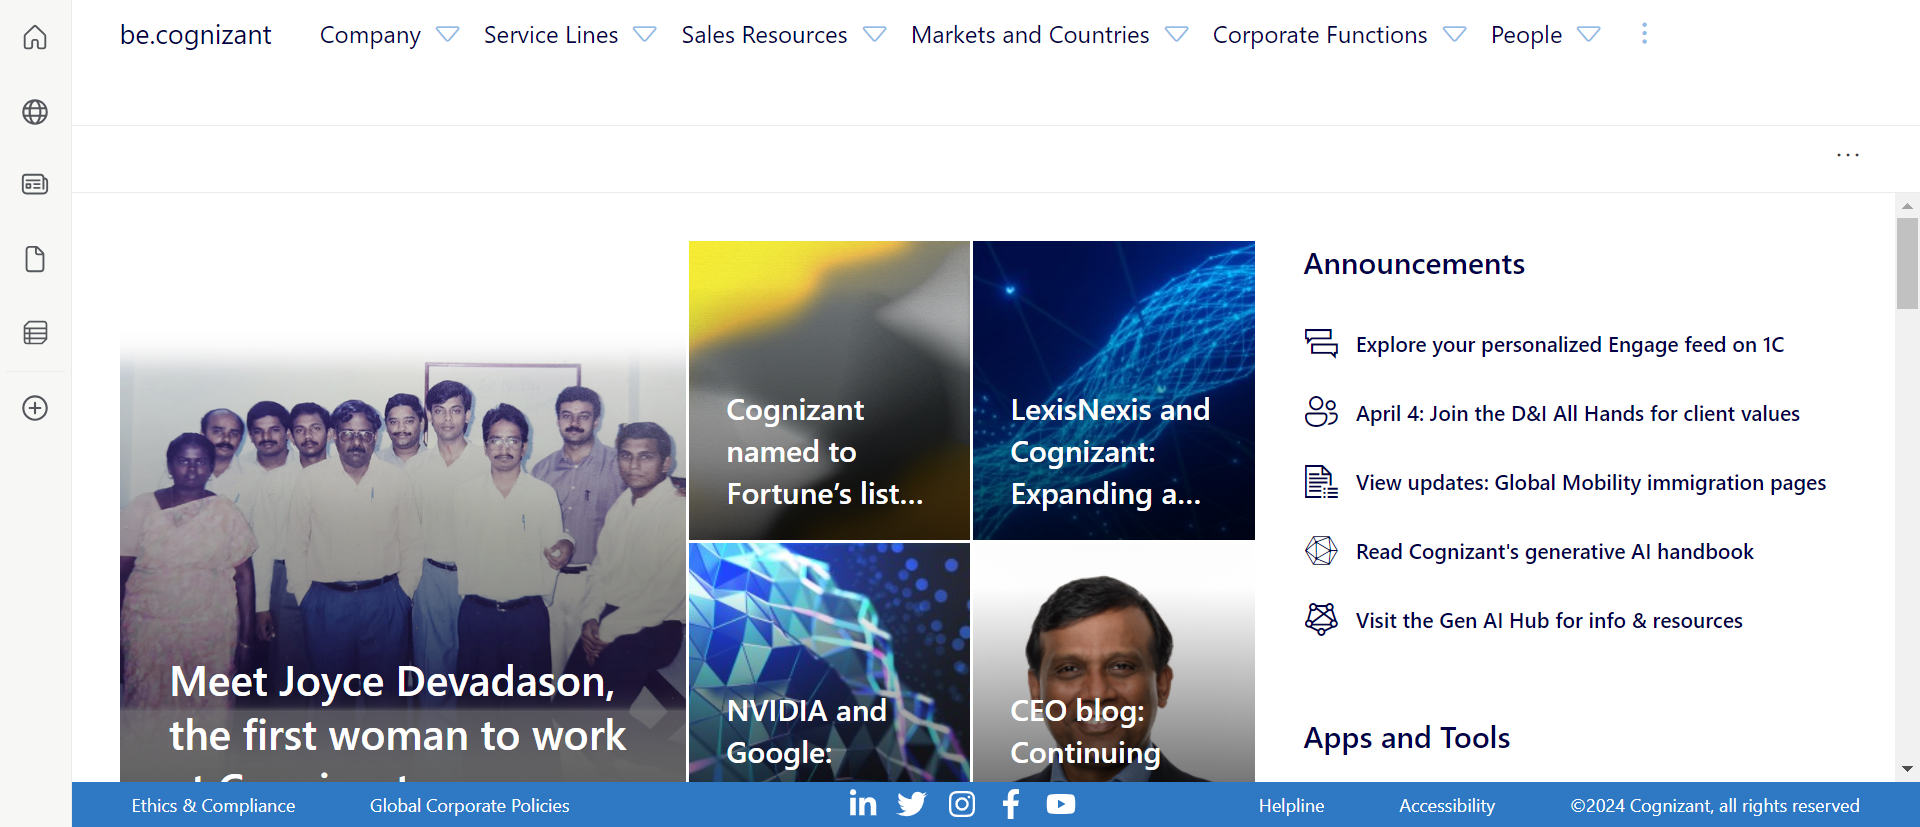 be.cognizant
Company
Service Lines
Sales Resources
Markets and Countries
Corporate Functions
People
Meet Joyce Devadason,
the first woman to work
Cognizant
named to
Fortune’s list...
LexisNexis and
Cognizant:
Expanding a...
NVIDIA and
Google:
CEO blog:
Continuing
Announcements
Explore your personalized Engage feed on 1C
April 4: Join the D&I All Hands for client values
View updates: Global Mobility immigration pages
Read Cognizant's generative AI handbook
Visit the Gen AI Hub for info & resources
Apps and Tools
Ethics & Compliance
Global Corporate Policies
Helpline
Accessibility
©2024 Cognizant, all rights reserved